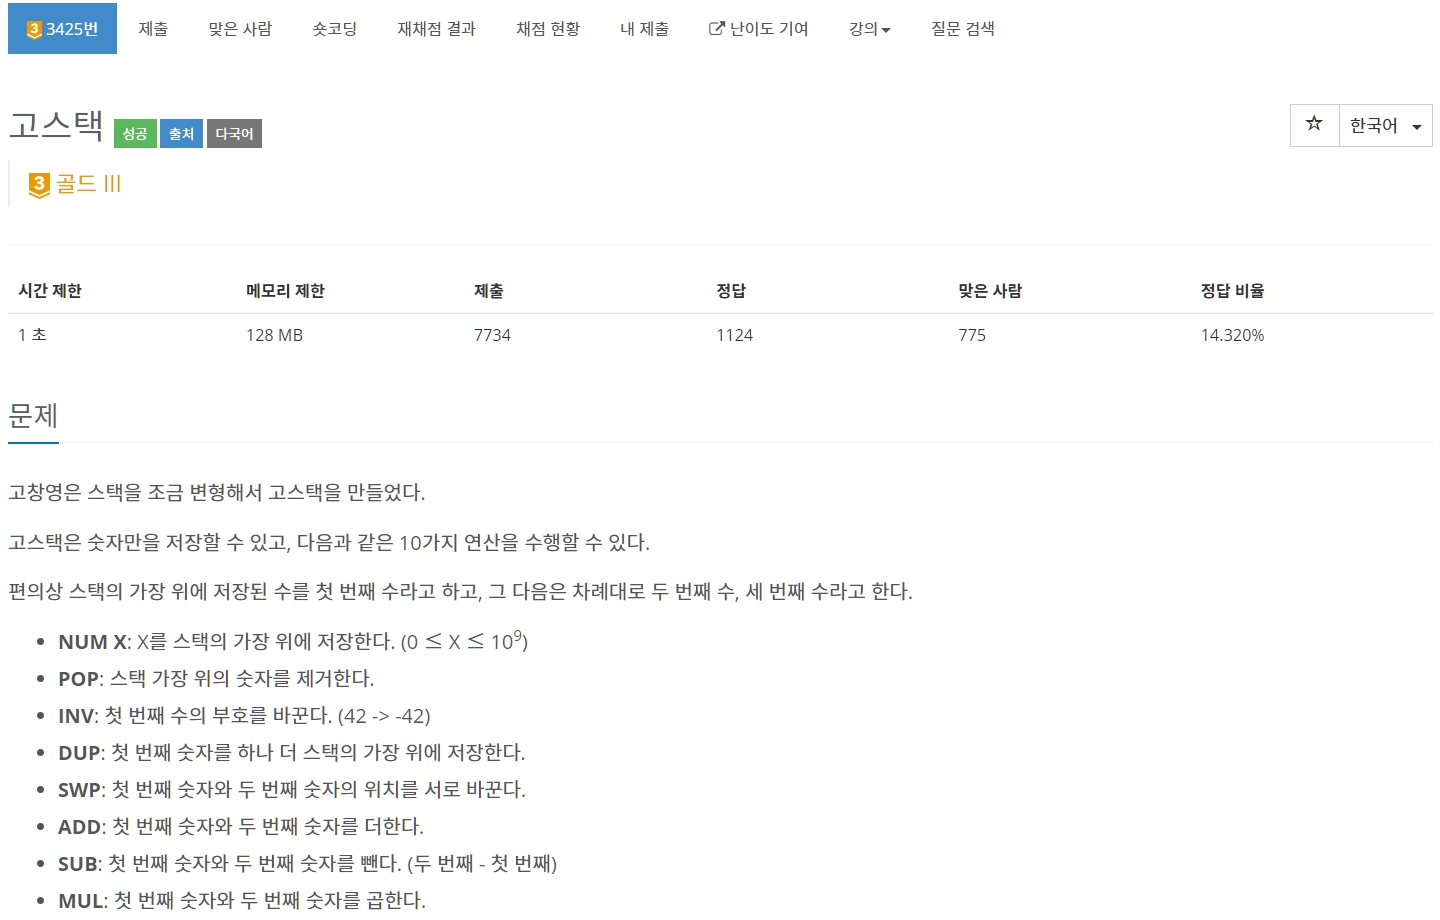 3 3425번 제출 맞은 사람 숏코딩 재채점 결과 채점 현황 내 제출 난이도 기여 강의 질문 검색
고스택 성공 출처 다국어 한국어
3 골드 III
시간 제한 메모리 제한 제출 정답 맞은 사람 정답 비율
1 초 128 MB 7734 1124 775 14.320%
문제
고창영은 스택을 조금 변형해서 고스택을 만들었다.
고스택은 숫자만을 저장할 수 있고, 다음과 같은 10가지 연산을 수행할 수 있다.
편의상 스택의 가장 위에 저장된 수를 첫 번째 수라고 하고, 그 다음은 차례대로 두 번째 수, 세 번째 수라고 한다.
• NUM X: X를 스택의 가장 위에 저장한다. (0 ≤ X ≤ 10⁹)
• POP: 스택 가장 위의 숫자를 제거한다.
• INV: 첫 번째 수의 부호를 바꾼다. (42 -> -42)
• DUP: 첫 번째 숫자를 하나 더 스택의 가장 위에 저장한다.
• SWP: 첫 번째 숫자와 두 번째 숫자의 위치를 서로 바꾼다.
• ADD: 첫 번째 숫자와 두 번째 숫자를 더한다.
• SUB: 첫 번째 숫자와 두 번째 숫자를 뺀다. (두 번째 - 첫 번째)
• MUL: 첫 번째 숫자와 두 번째 숫자를 곱한다.